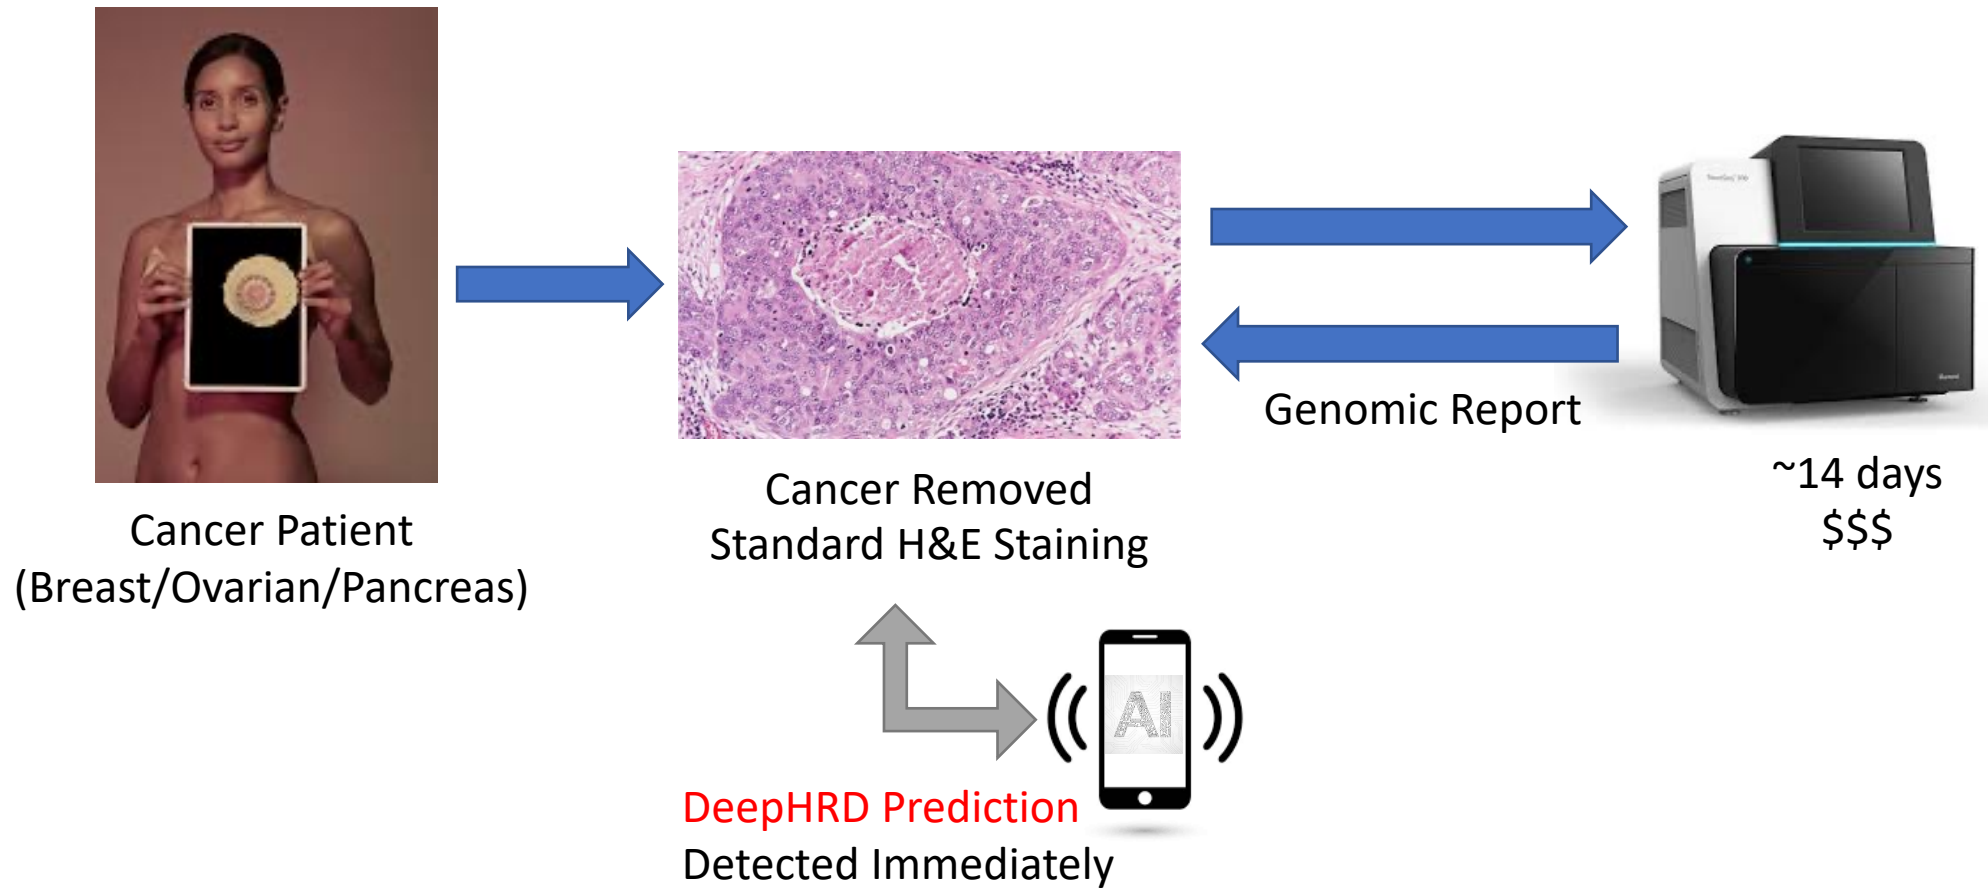 Cancer Patient
(Breast/Ovarian/Pancreas)
Cancer Removed
Standard H&E Staining
Genomic Report
~14 days
$$$
AI
DeepHRD Prediction
Detected Immediately